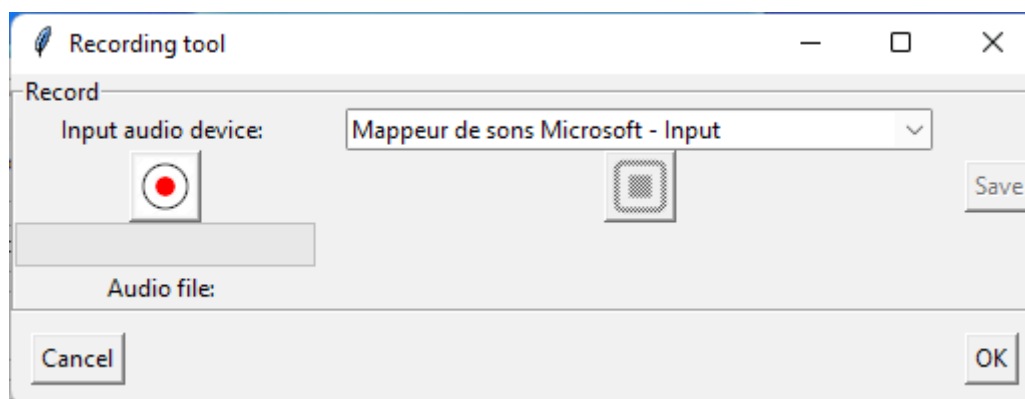 Recording tool
Record
Input audio device: Mappeur de sons Microsoft - Input
Save
Audio file:
Cancel OK